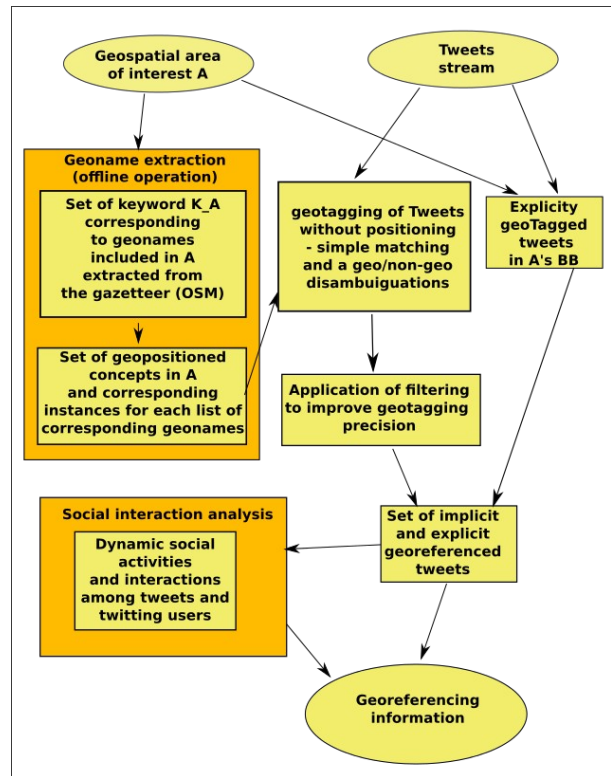 Geospatial area
of interest A
Tweets
stream
Geoname extraction
(offline operation)
Set of keyword K_A
corresponding
to geonames
included in A
extracted from
the gazetteer (OSM)
geotagging of Tweets
without positioning
- simple matching
and a geo/non-geo
disambuiguations
Explicity
geoTagged
tweets
in A's BB
Set of geopositioned
concepts in A
and corresponding
instances for each list of
corresponding geonames
Application of filtering
to improve geotagging
precision
Social interaction analysis
Dynamic social
activities
and interactions
among tweets and
twitting users
Set of implicit
and explicit
georeferenced
tweets
Georeferencing
information